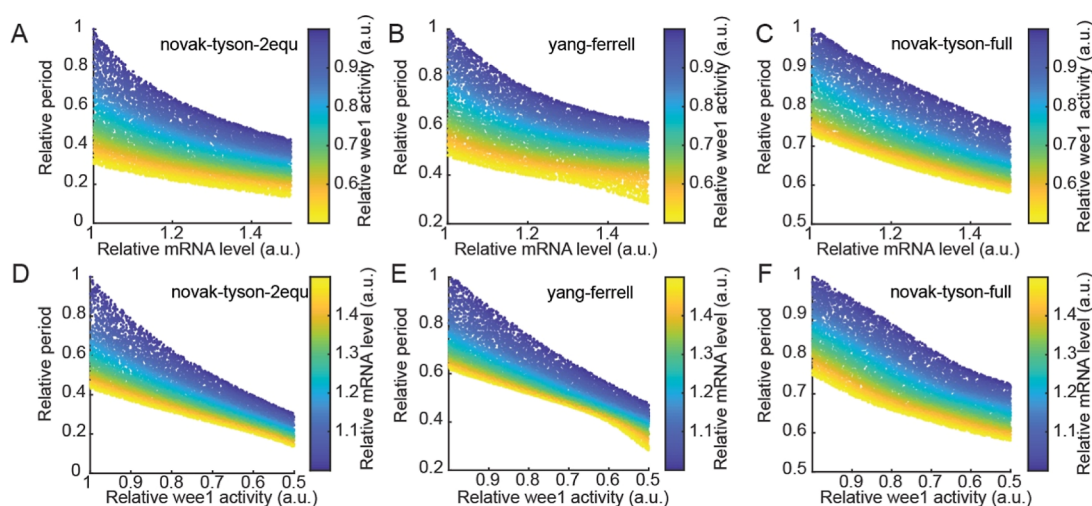 A
novak-tyson-2equ
Relative period
1
0.8
0.6
0.4
0.2
0
1
1.2
1.4
Relative mRNA level (a.u.)
0.9
0.8
0.7
0.6
Relative wee1 activity (a.u.)
B
yang-ferrell
Relative period
1
0.8
0.6
0.4
0.2
1
1.2
1.4
Relative mRNA level (a.u.)
0.9
0.8
0.7
0.6
Relative wee1 activity (a.u.)
C
novak-tyson-full
Relative period
1
0.9
0.8
0.7
0.6
0.5
1
1.2
1.4
Relative mRNA level (a.u.)
0.9
0.8
0.7
0.6
Relative wee1 activity (a.u.)
D
novak-tyson-2equ
Relative period
1
0.8
0.6
0.4
0.2
0
1
0.9
0.8
0.7
0.6
0.5
Relative wee1 activity (a.u.)
1.4
1.3
1.2
1.1
Relative mRNA level (a.u.)
E
yang-ferrell
Relative period
1
0.8
0.6
0.4
0.2
0.9
0.8
0.7
0.6
0.5
Relative wee1 activity (a.u.)
1.4
1.3
1.2
1.1
Relative mRNA level (a.u.)
F
novak-tyson-full
Relative period
1
0.9
0.8
0.7
0.6
0.5
0.9
0.8
0.7
0.6
0.5
Relative wee1 activity (a.u.)
1.4
1.3
1.2
1.1
Relative mRNA level (a.u.)